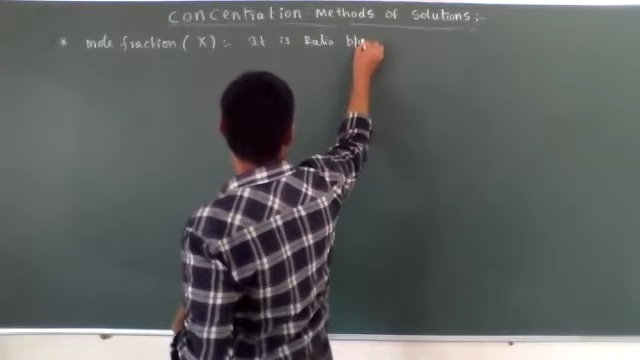 Concentration Methods of Solutions :-
* mole fraction ( X ) :- It is Ratio